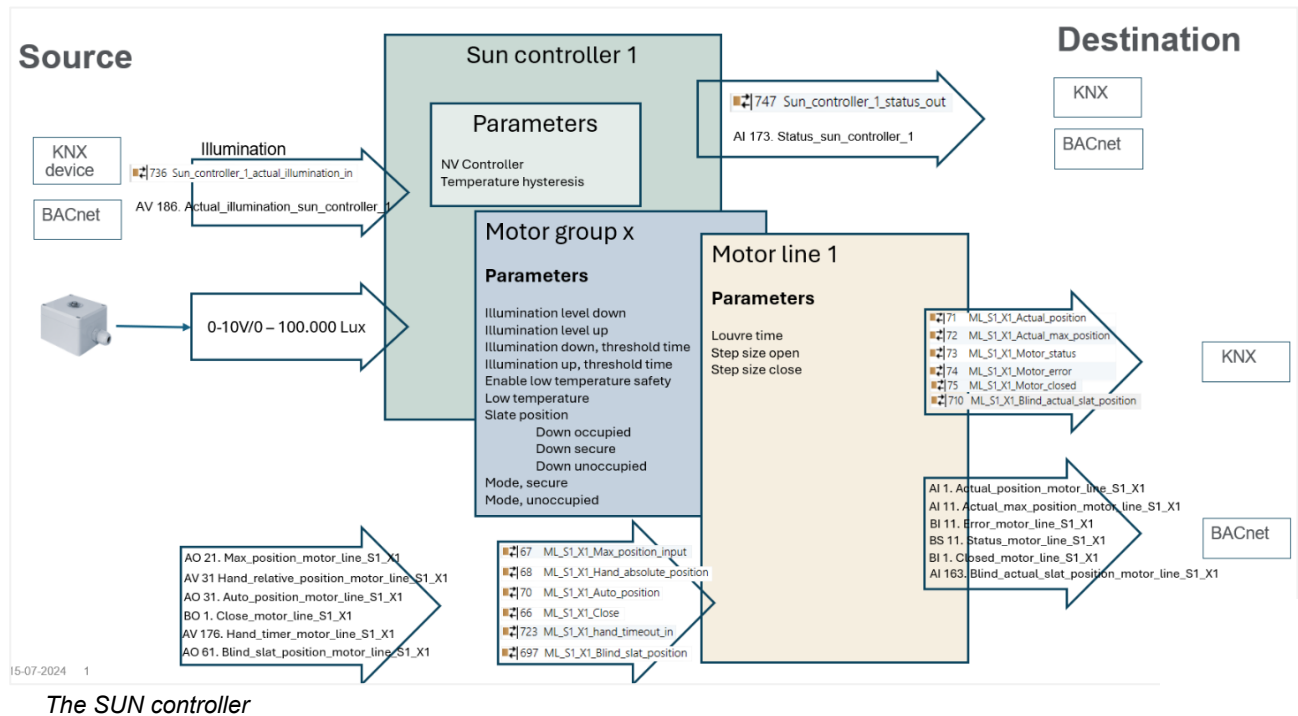 Source
Destination
Sun controller 1
Parameters
NV Controller
Temperature hysteresis
KNX
device
BACnet
Illumination
736 Sun_controller_1_actual_illumination_in
AV 186. Actual_illumination_sun_controller_1
0-10V/0 – 100.000 Lux
747 Sun_controller_1_status_out
AI 173. Status_sun_controller_1
KNX
BACnet
Motor group x
Parameters
Illumination level down
Illumination level up
Illumination down, threshold time
Illumination up, threshold time
Enable low temperature safety
Low temperature
Slate position
Down occupied
Down secure
Down unoccupied
Mode, secure
Mode, unoccupied
Motor line 1
Parameters
Louvre time
Step size open
Step size close
71 ML_S1_X1_Actual_position
72 ML_S1_X1_Actual_max_position
73 ML_S1_X1_Motor_status
74 ML_S1_X1_Motor_error
75 ML_S1_X1_Motor_closed
710 ML_S1_X1_Blind_actual_slat_position
KNX
AI 1. Actual_position_motor_line_S1_X1
AI 11. Actual_max_position_motor_line_S1_X1
BI 11. Error_motor_line_S1_X1
BS 11. Status_motor_line_S1_X1
BI 1. Closed_motor_line_S1_X1
AI 163. Blind_actual_slat_position_motor_line_S1_X1
BACnet
AO 21. Max_position_motor_line_S1_X1
AV 31 Hand_relative_position_motor_line_S1_X1
AO 31. Auto_position_motor_line_S1_X1
BO 1. Close_motor_line_S1_X1
AV 176. Hand_timer_motor_line_S1_X1
AO 61. Blind_slat_position_motor_line_S1_X1
67 ML_S1_X1_Max_position_input
68 ML_S1_X1_Hand_absolute_position
70 ML_S1_X1_Auto_position
66 ML_S1_X1_Close
723 ML_S1_X1_hand_timeout_in
697 ML_S1_X1_Blind_slat_position
15-07-2024 1
The SUN controller